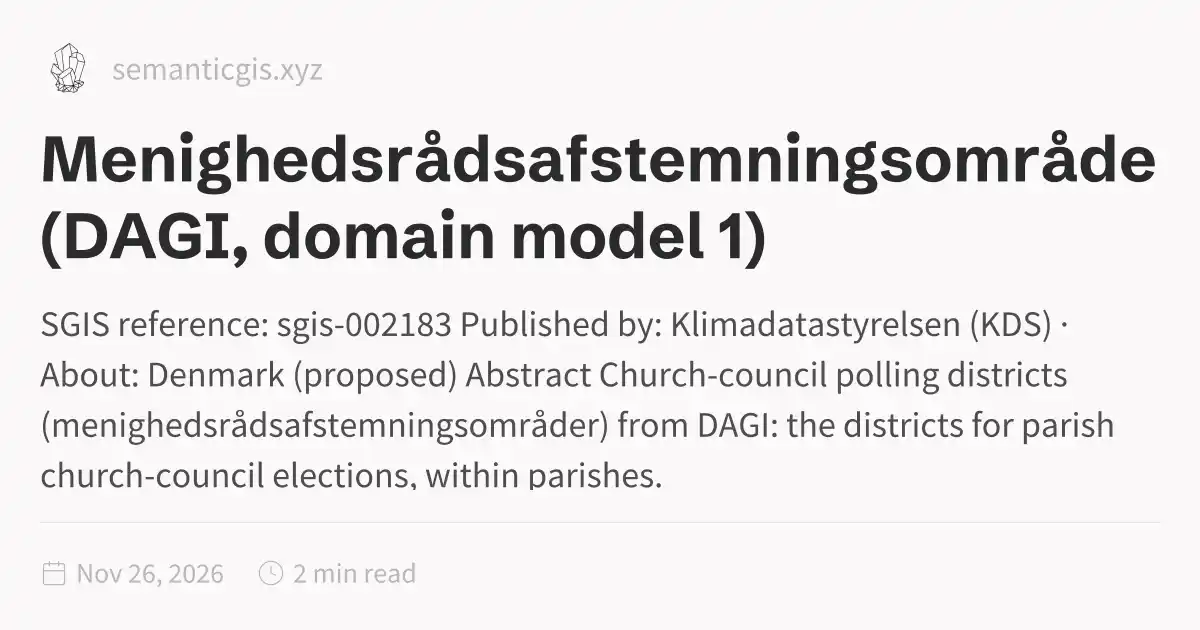 semanticgis.xyz
Menighedsrådsafstemningsområde
(DAGI, domain model 1)
SGIS reference: sgis-002183 Published by: Klimadatastyrelsen (KDS) ·
About: Denmark (proposed) Abstract Church-council polling districts
(menighedsrådsafstemningsområder) from DAGI: the districts for parish
church-council elections, within parishes.
Nov 26, 2026 2 min read